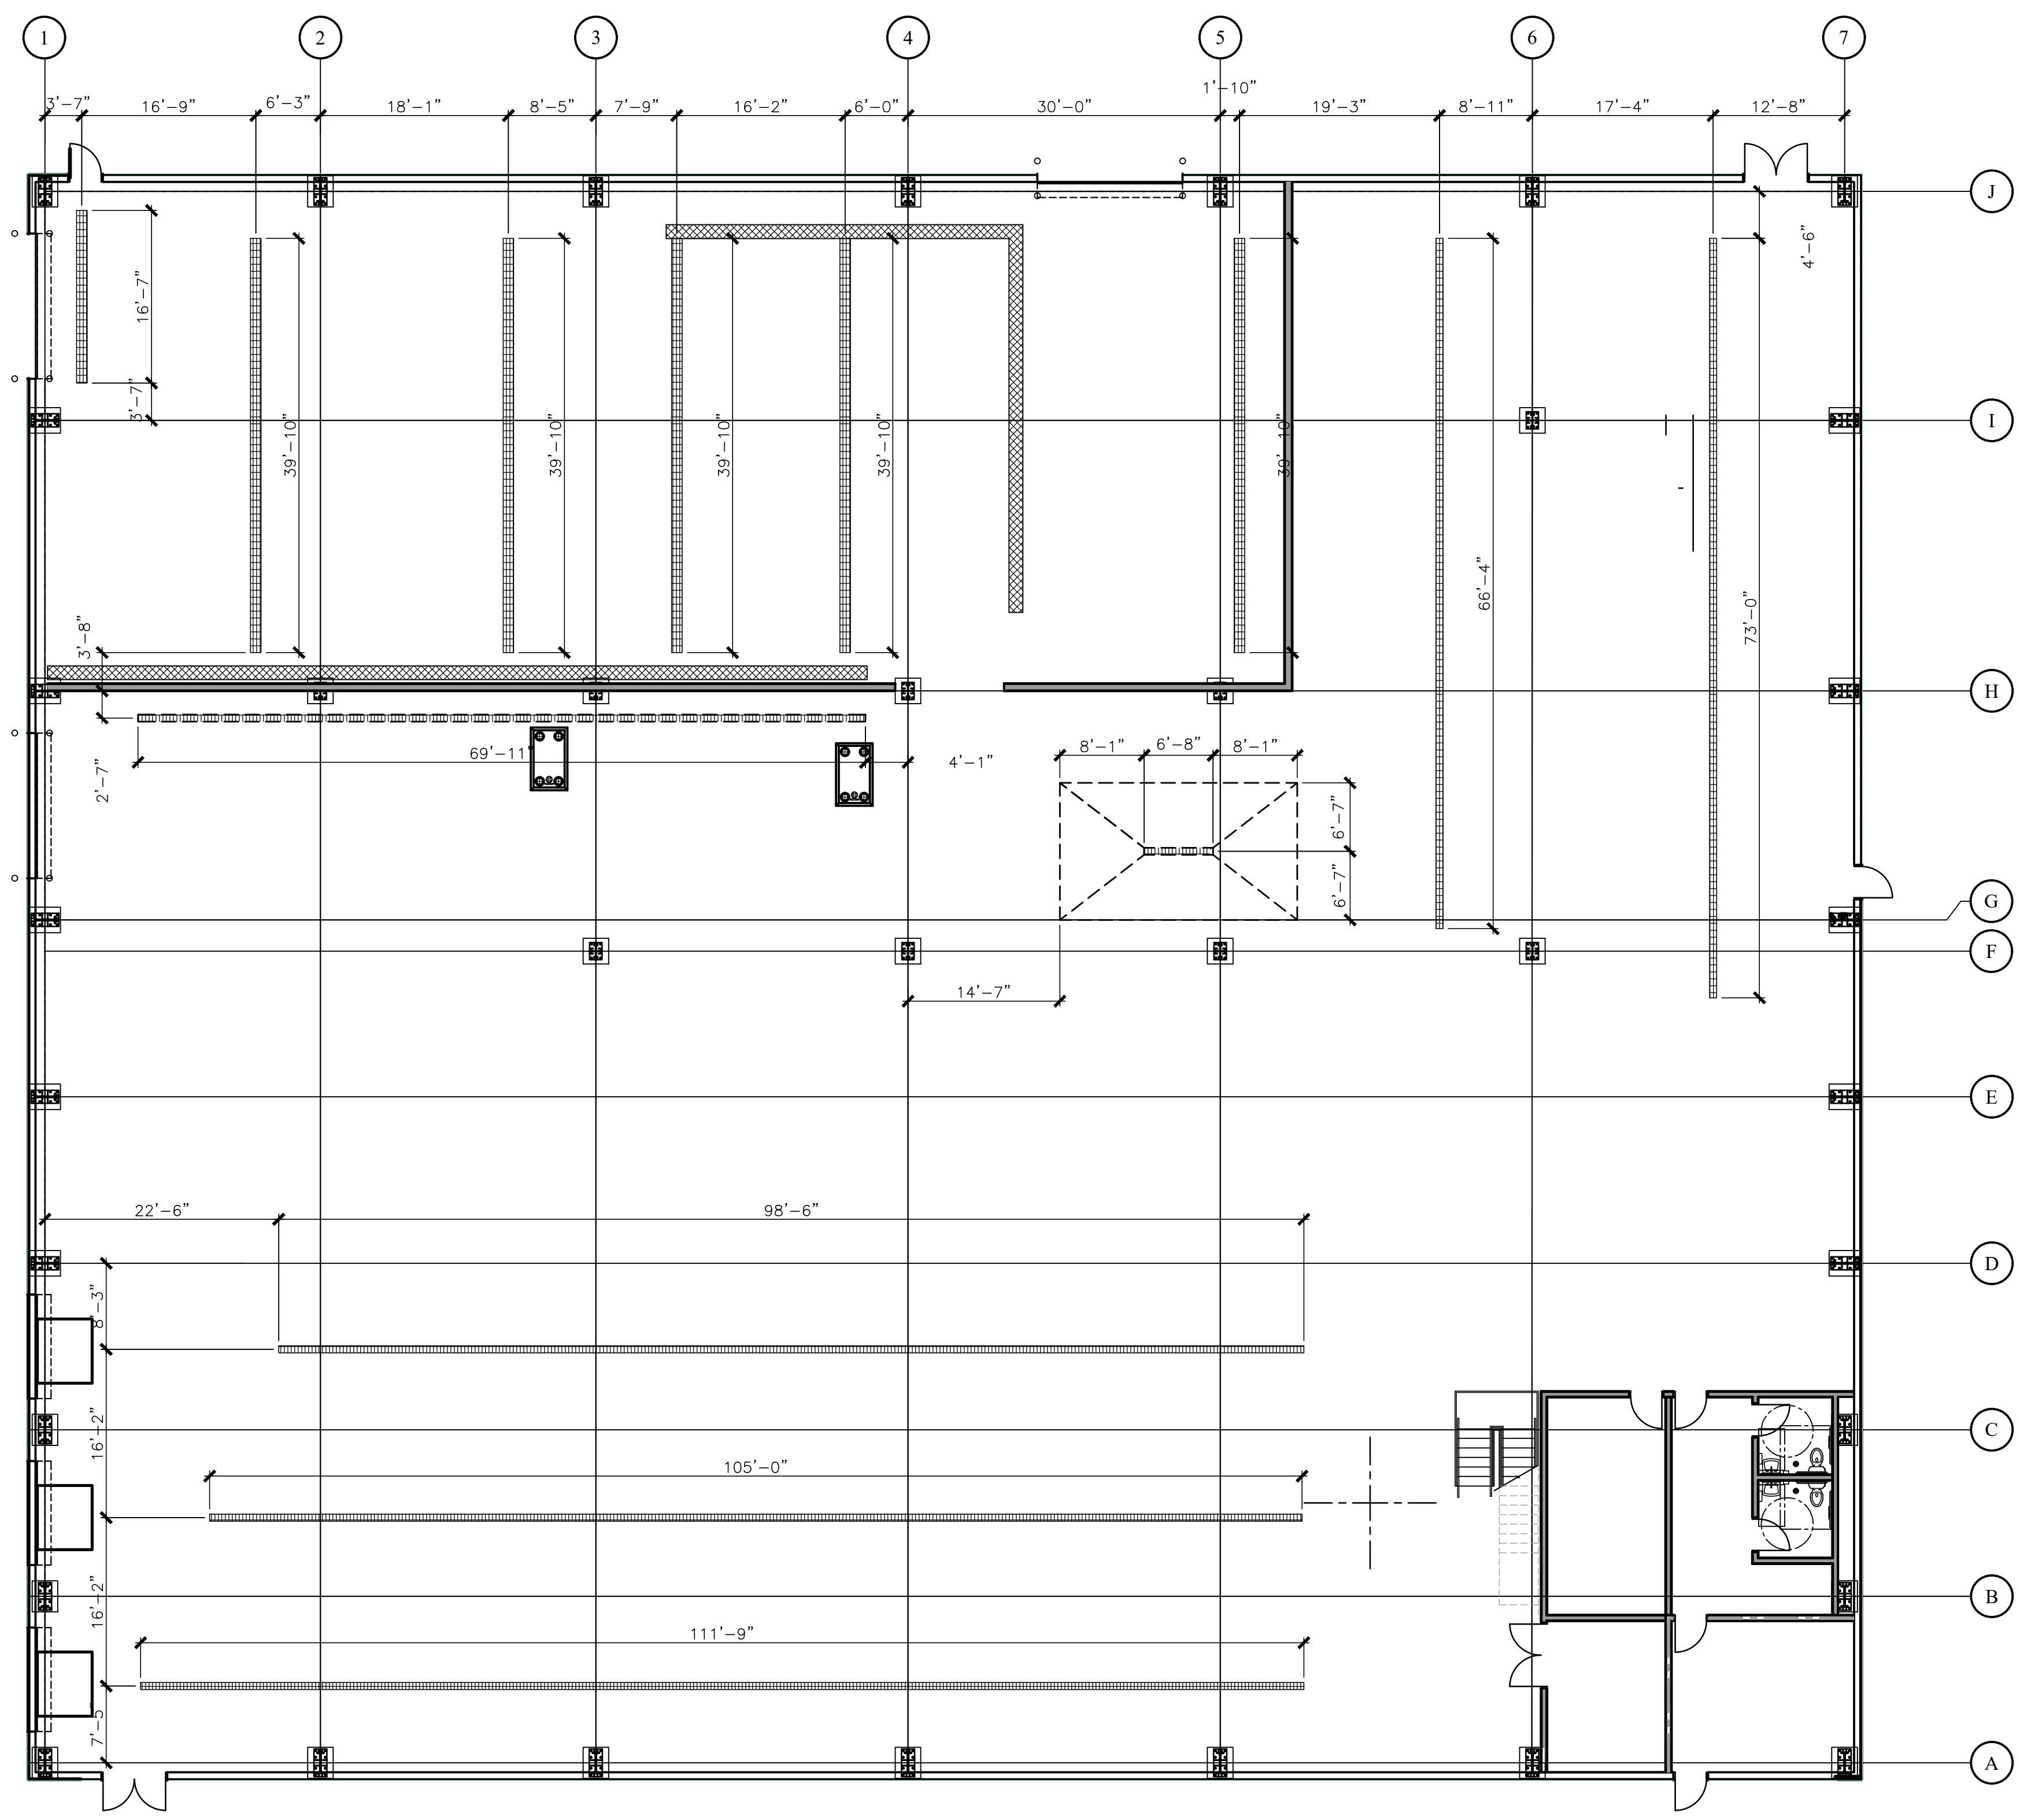 1 2 3 4 5 6 7
1'-10"
3'-7" 16'-9" 6'-3" 18'-1" 8'-5" 7'-9" 16'-2" 6'-0" 30'-0" 19'-3" 8'-11" 17'-4" 12'-8"
J
4'-6"
16'-7"
3'-7"
I
39'-10" 39'-10" 39'-10" 39'-10" 39'-10"
66'-4"
73'-0"
3'-8"
H
69'-11" 4'-1"
8'-1" 6'-8" 8'-1"
2'-7"
6'-7"
6'-7"
G
F
14'-7"
E
22'-6" 98'-6"
D
8'-3"
16'-2"
C
105'-0"
16'-2"
B
111'-9"
7'-5"
A